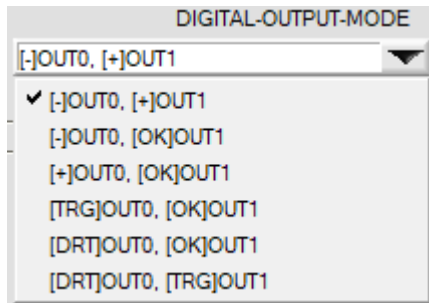 DIGITAL-OUTPUT-MODE
[-]OUT0, [+]OUT1
[-]OUT0, [+]OUT1
[-]OUT0, [OK]OUT1
[+]OUT0, [OK]OUT1
[TRG]OUT0, [OK]OUT1
[DRT]OUT0, [OK]OUT1
[DRT]OUT0, [TRG]OUT1